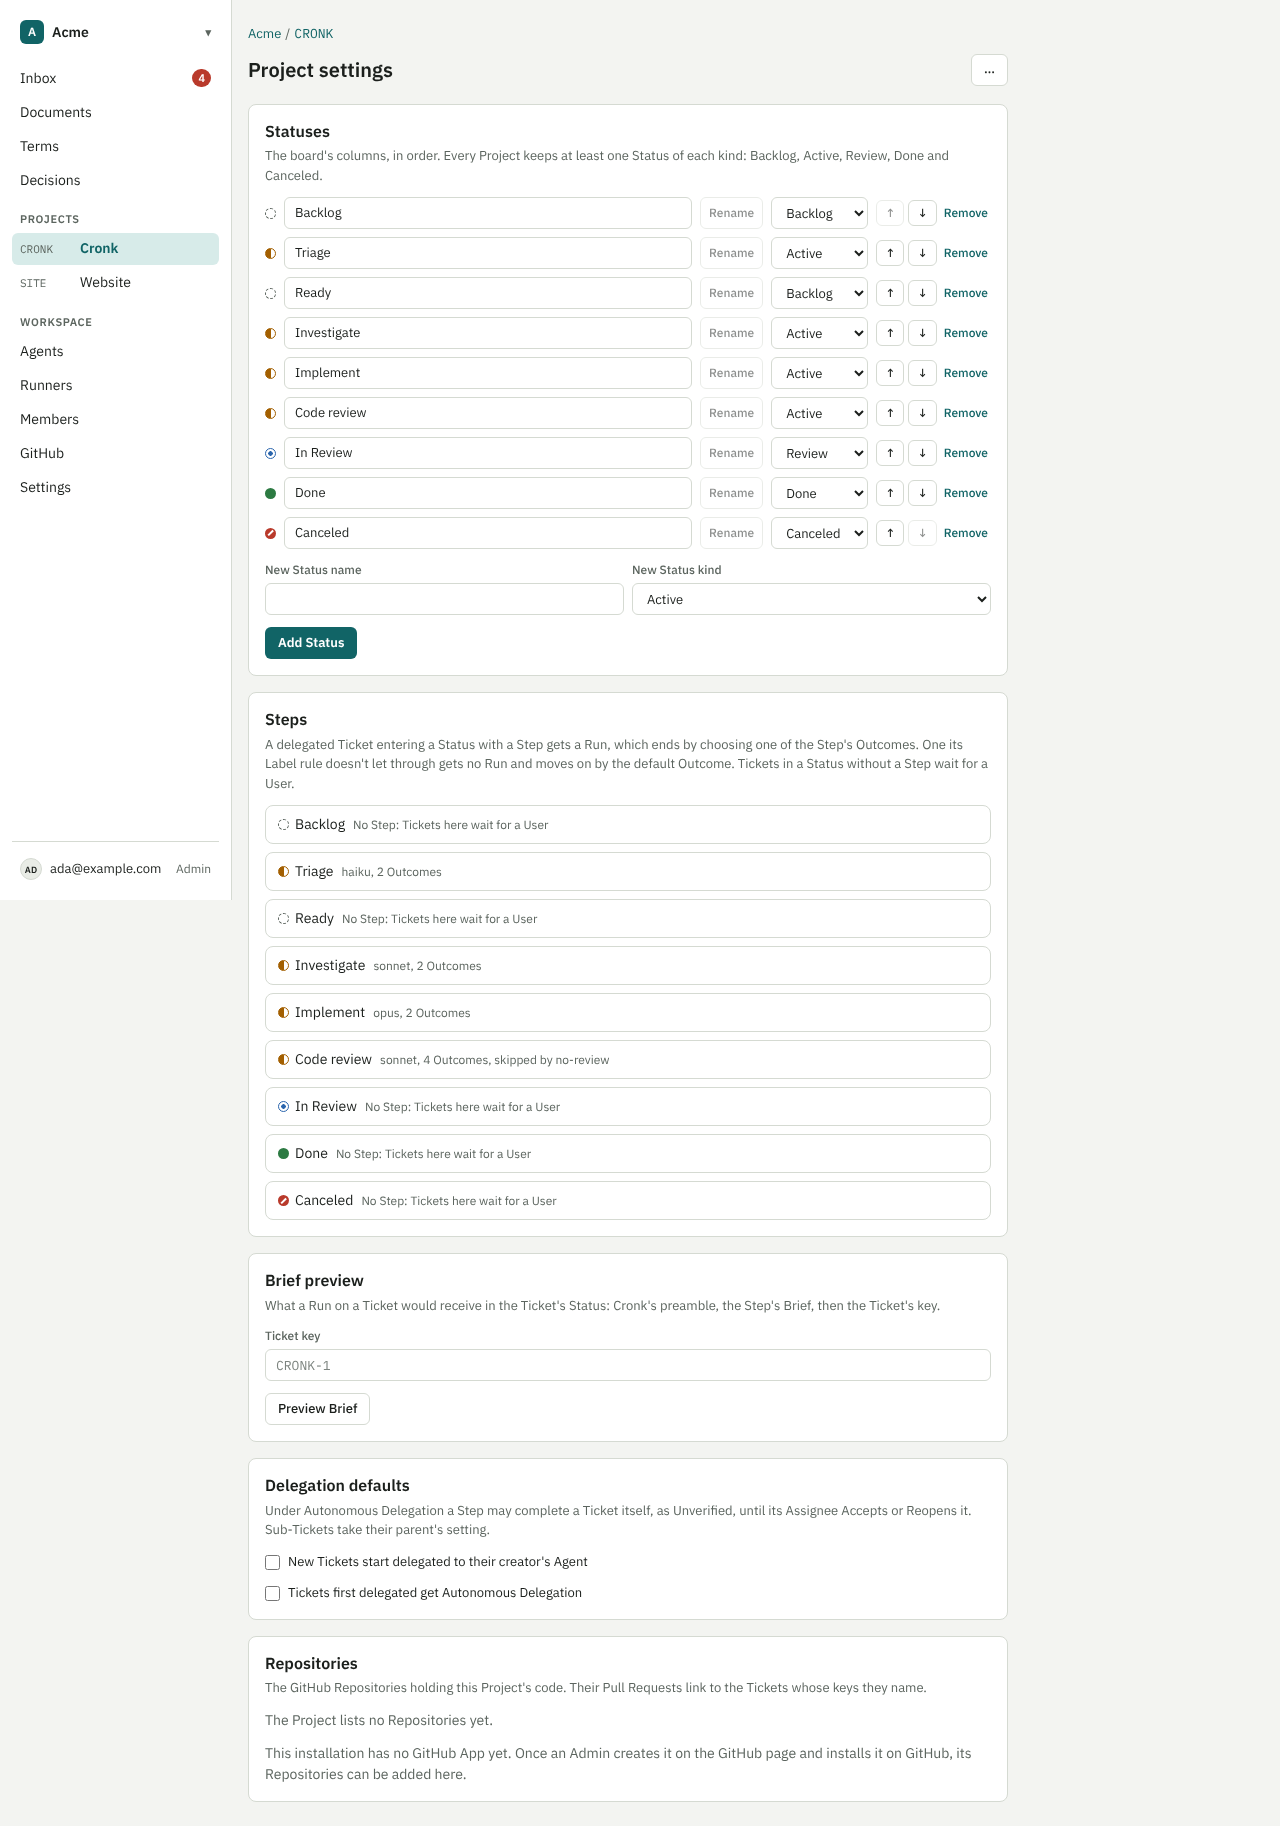 A Acme ▾
Inbox 4
Documents
Terms
Decisions
PROJECTS
CRONK Cronk
SITE Website
WORKSPACE
Agents
Runners
Members
GitHub
Settings
AD ada@example.com Admin
Acme / CRONK
Project settings ...
Statuses
The board's columns, in order. Every Project keeps at least one Status of each kind: Backlog, Active, Review, Done and
Canceled.
Backlog Rename Backlog ↑ ↓ Remove
Triage Rename Active ↑ ↓ Remove
Ready Rename Backlog ↑ ↓ Remove
Investigate Rename Active ↑ ↓ Remove
Implement Rename Active ↑ ↓ Remove
Code review Rename Active ↑ ↓ Remove
In Review Rename Review ↑ ↓ Remove
Done Rename Done ↑ ↓ Remove
Canceled Rename Canceled ↑ ↓ Remove
New Status name New Status kind
Active
Add Status
Steps
A delegated Ticket entering a Status with a Step gets a Run, which ends by choosing one of the Step's Outcomes. One its
Label rule doesn't let through gets no Run and moves on by the default Outcome. Tickets in a Status without a Step wait for a
User.
Backlog No Step: Tickets here wait for a User
Triage haiku, 2 Outcomes
Ready No Step: Tickets here wait for a User
Investigate sonnet, 2 Outcomes
Implement opus, 2 Outcomes
Code review sonnet, 4 Outcomes, skipped by no-review
In Review No Step: Tickets here wait for a User
Done No Step: Tickets here wait for a User
Canceled No Step: Tickets here wait for a User
Brief preview
What a Run on a Ticket would receive in the Ticket's Status: Cronk's preamble, the Step's Brief, then the Ticket's key.
Ticket key
CRONK-1
Preview Brief
Delegation defaults
Under Autonomous Delegation a Step may complete a Ticket itself, as Unverified, until its Assignee Accepts or Reopens it.
Sub-Tickets take their parent's setting.
New Tickets start delegated to their creator's Agent
Tickets first delegated get Autonomous Delegation
Repositories
The GitHub Repositories holding this Project's code. Their Pull Requests link to the Tickets whose keys they name.
The Project lists no Repositories yet.
This installation has no GitHub App yet. Once an Admin creates it on the GitHub page and installs it on GitHub, its
Repositories can be added here.